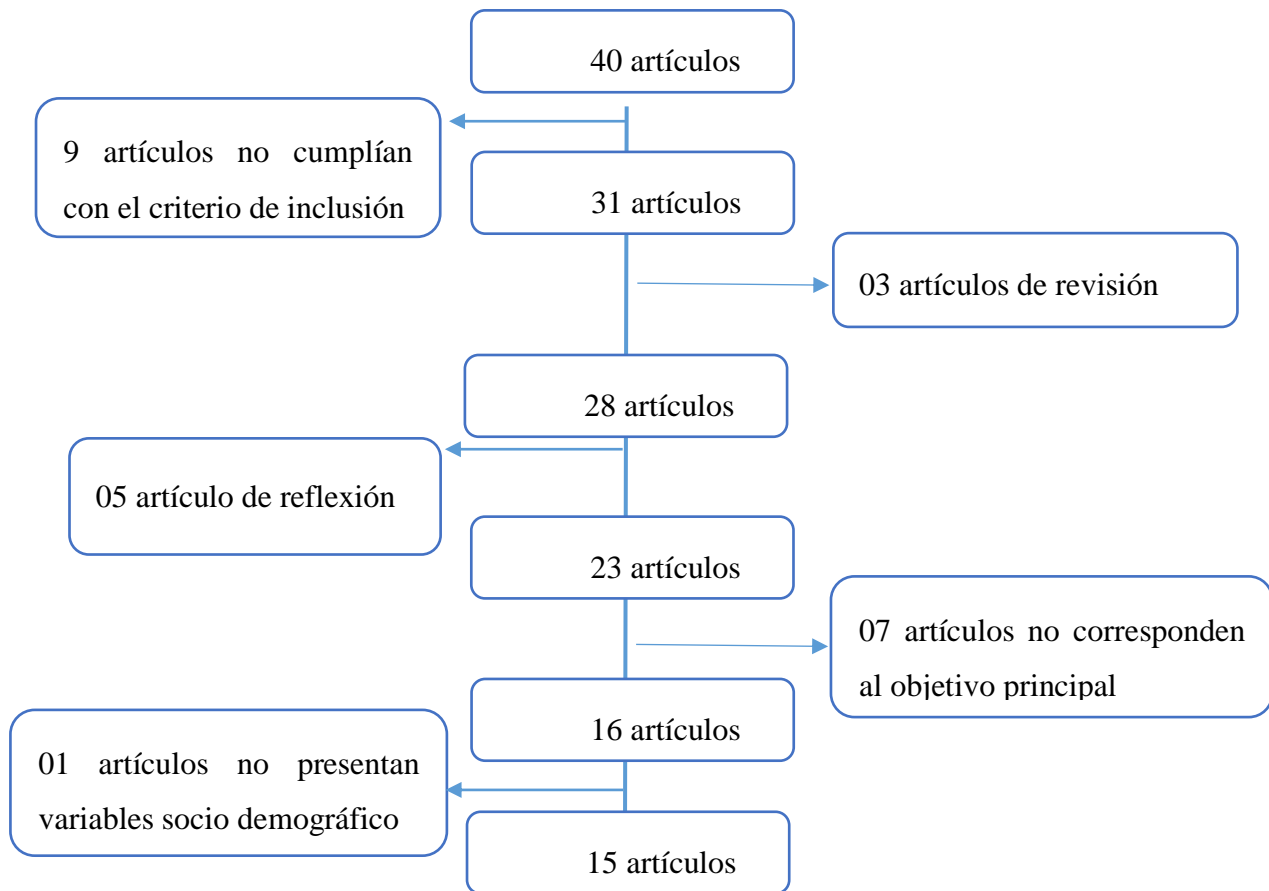 40 artículos
9 artículos no cumplían
con el criterio de inclusión
31 artículos
03 artículos de revisión
28 artículos
05 artículo de reflexión
23 artículos
07 artículos no corresponden
al objetivo principal
16 artículos
01 artículos no presentan
variables socio demográfico
15 artículos